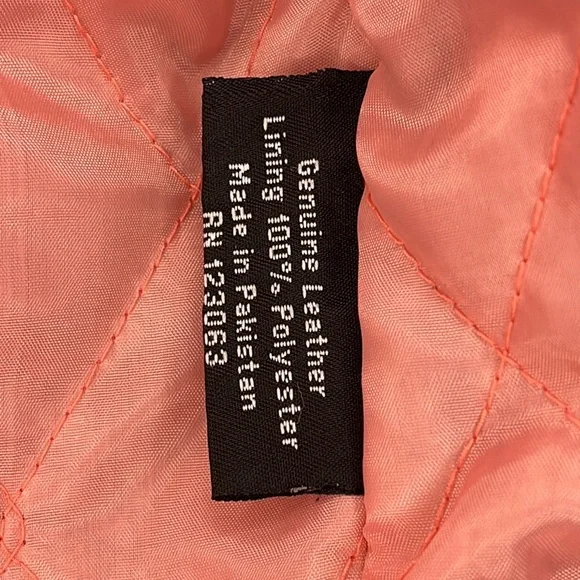 Genuine Leather
Lining 100% Polyester
Made in Pakistan
RN 123063